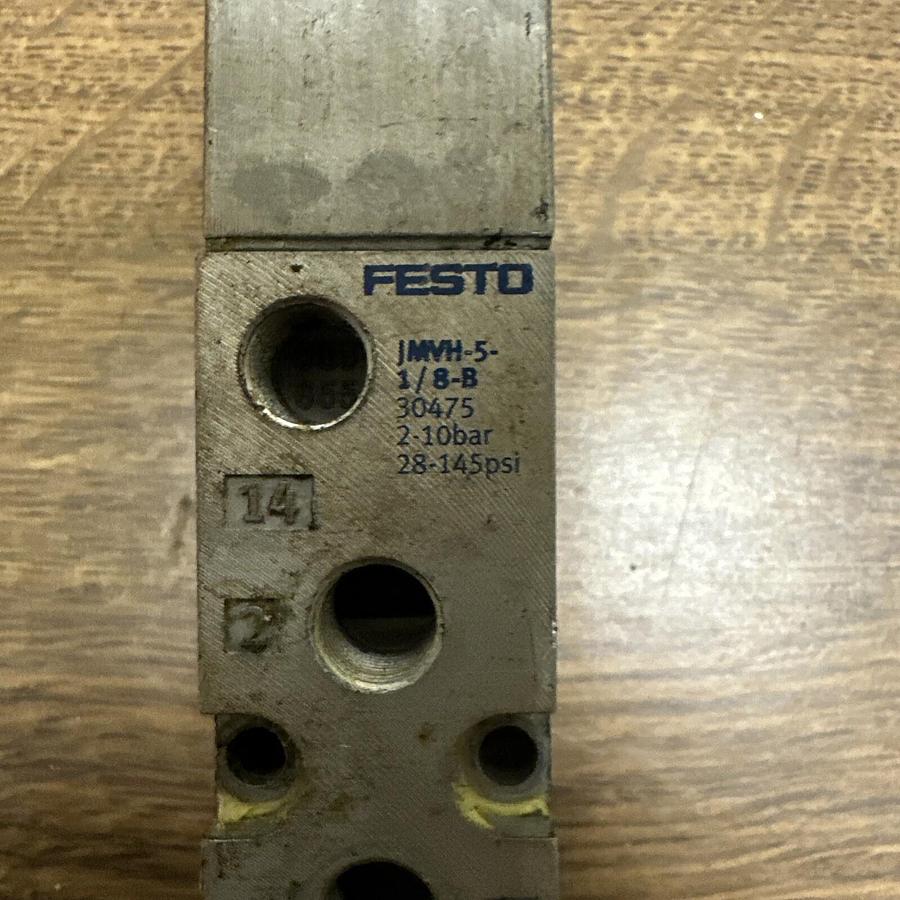 FESTO
JMVH-5-
1/8-B
30475
2-10bar
28-145psi
14
2